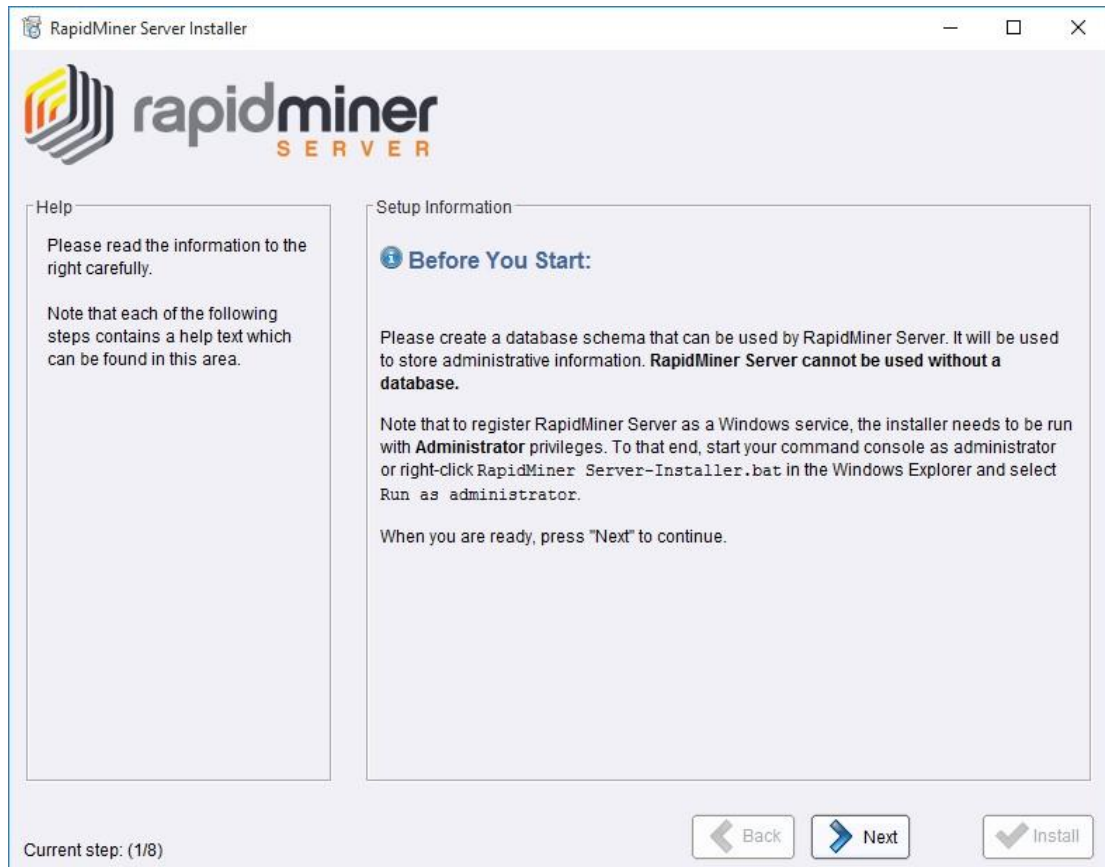 RapidMiner Server Installer
rapidminer
SERVER
Help
Please read the information to the
right carefully.
Note that each of the following
steps contains a help text which
can be found in this area.
Setup Information
Before You Start:
Please create a database schema that can be used by RapidMiner Server. It will be used
to store administrative information. RapidMiner Server cannot be used without a
database.
Note that to register RapidMiner Server as a Windows service, the installer needs to be run
with Administrator privileges. To that end, start your command console as administrator
or right-click RapidMiner Server-Installer.bat in the Windows Explorer and select
Run as administrator.
When you are ready, press "Next" to continue.
Current step: (1/8)
Back
Next
Install